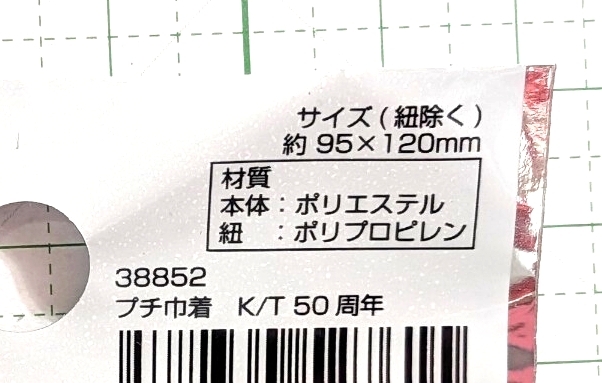 サイズ(紐除く)
約 95×120mm
材質
本体：ポリエステル
紐　：ポリプロピレン
38852
プチ巾着　K/T 50 周年